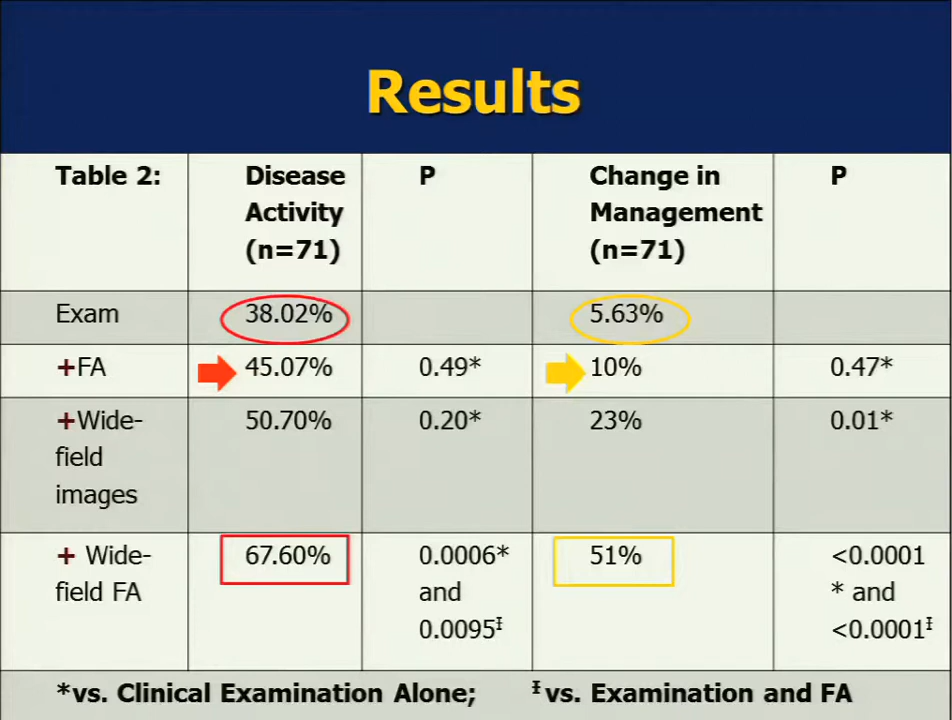 Results
Table 2: Disease Activity (n=71) P Change in Management (n=71) P
Exam 38.02% 5.63%
+FA 45.07% 0.49* 10% 0.47*
+Wide-field images 50.70% 0.20* 23% 0.01*
+ Wide-field FA 67.60% 0.0006* and 0.0095‡ 51% <0.0001 * and <0.0001‡
*vs. Clinical Examination Alone; ‡vs. Examination and FA